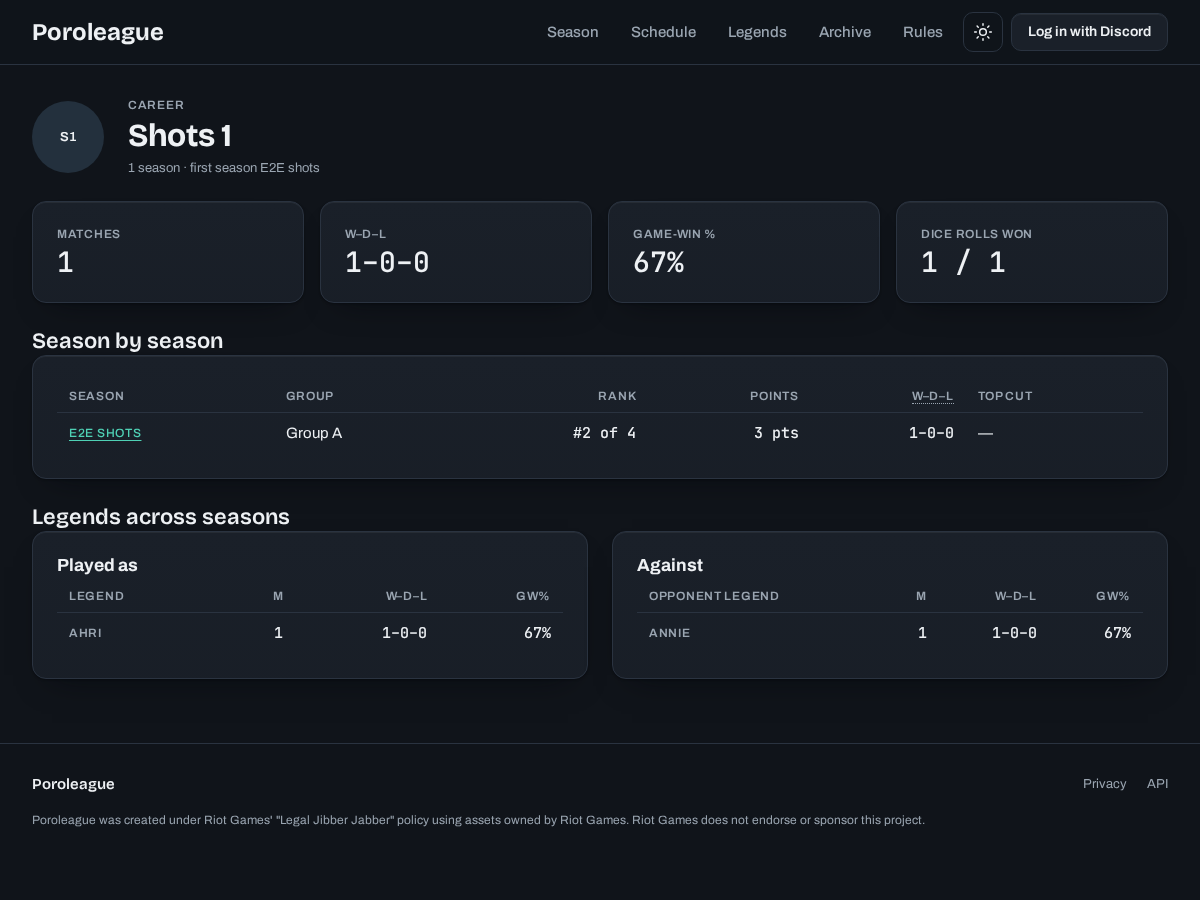 Poroleague
Season Schedule Legends Archive Rules Log in with Discord
S1
CAREER
Shots 1
1 season · first season E2E shots
MATCHES W–D–L GAME-WIN % DICE ROLLS WON
1 1–0–0 67% 1 / 1
Season by season
SEASON GROUP RANK POINTS W–D–L TOPCUT
E2E SHOTS Group A #2 of 4 3 pts 1–0–0 —
Legends across seasons
Played as
LEGEND M W–D–L GW%
AHRI 1 1–0–0 67%
Against
OPPONENT LEGEND M W–D–L GW%
ANNIE 1 1–0–0 67%
Poroleague
Privacy API
Poroleague was created under Riot Games' "Legal Jibber Jabber" policy using assets owned by Riot Games. Riot Games does not endorse or sponsor this project.